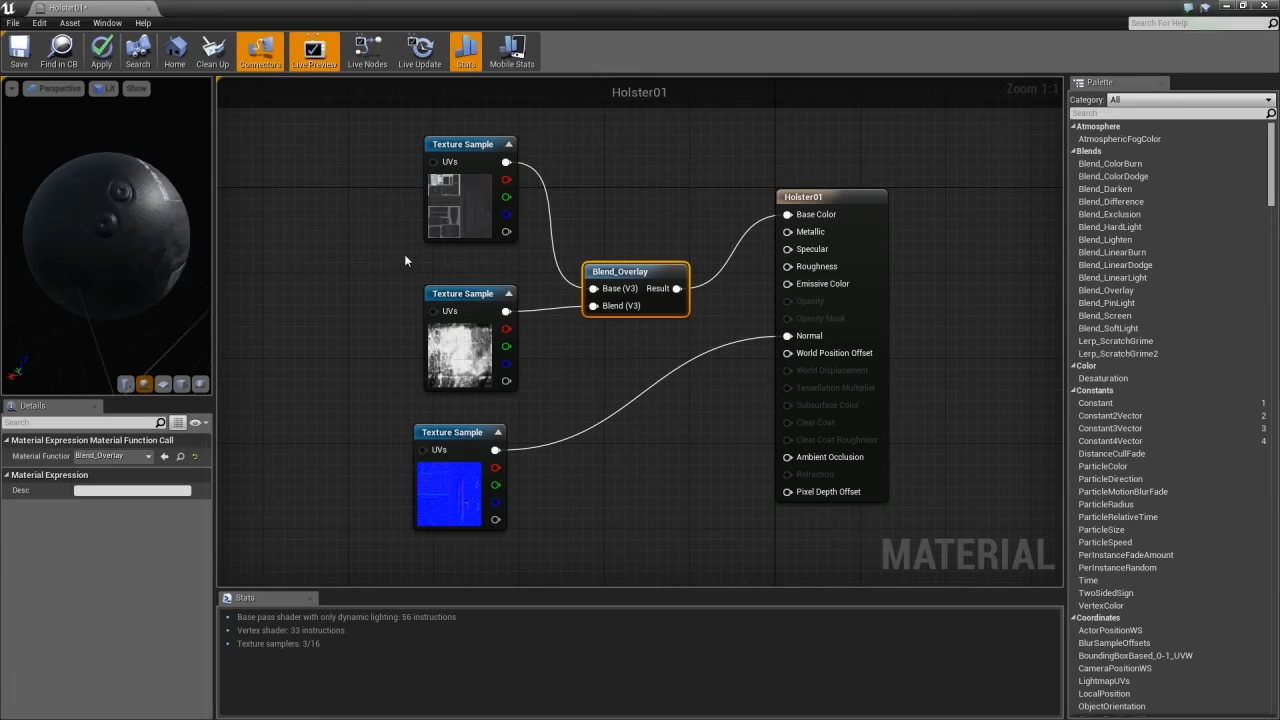 Holster01*
File Edit Asset Window Help
Search For Help
Save Find in CB Apply Search Home Clean Up Connectors Live Preview Live Nodes Live Update Stats Mobile Stats
Perspective Lit Show
Holster01
Zoom 1:1
Texture Sample
UVs
Texture Sample
UVs
Texture Sample
UVs
Blend_Overlay
Base (V3) Result
Blend (V3)
Holster01
Base Color
Metallic
Specular
Roughness
Emissive Color
Opacity
Opacity Mask
Normal
World Position Offset
World Displacement
Tessellation Multiplier
Subsurface Color
Clear Coat
Clear Coat Roughness
Ambient Occlusion
Refraction
Pixel Depth Offset
MATERIAL
Details
Search
Material Expression Material Function Call
Material Functior Blend_Overlay
Material Expression
Desc
Stats
Base pass shader with only dynamic lighting: 56 instructions
Vertex shader: 33 instructions
Texture samplers: 3/16
Palette
Category: All
Search
Atmosphere
AtmosphericFogColor
Blends
Blend_ColorBurn
Blend_ColorDodge
Blend_Darken
Blend_Difference
Blend_Exclusion
Blend_HardLight
Blend_Lighten
Blend_LinearBurn
Blend_LinearDodge
Blend_LinearLight
Blend_Overlay
Blend_PinLight
Blend_Screen
Blend_SoftLight
Lerp_ScratchGrime
Lerp_ScratchGrime2
Color
Desaturation
Constants
Constant 1
Constant2Vector 2
Constant3Vector 3
Constant4Vector 4
DistanceCullFade
ParticleColor
ParticleDirection
ParticleMotionBlurFade
ParticleRadius
ParticleRelativeTime
ParticleSize
ParticleSpeed
PerInstanceFadeAmount
PerInstanceRandom
Time
TwoSidedSign
VertexColor
Coordinates
ActorPositionWS
BlurSampleOffsets
BoundingBoxBased_0-1_UVW
CameraPositionWS
LightmapUVs
LocalPosition
ObjectOrientation